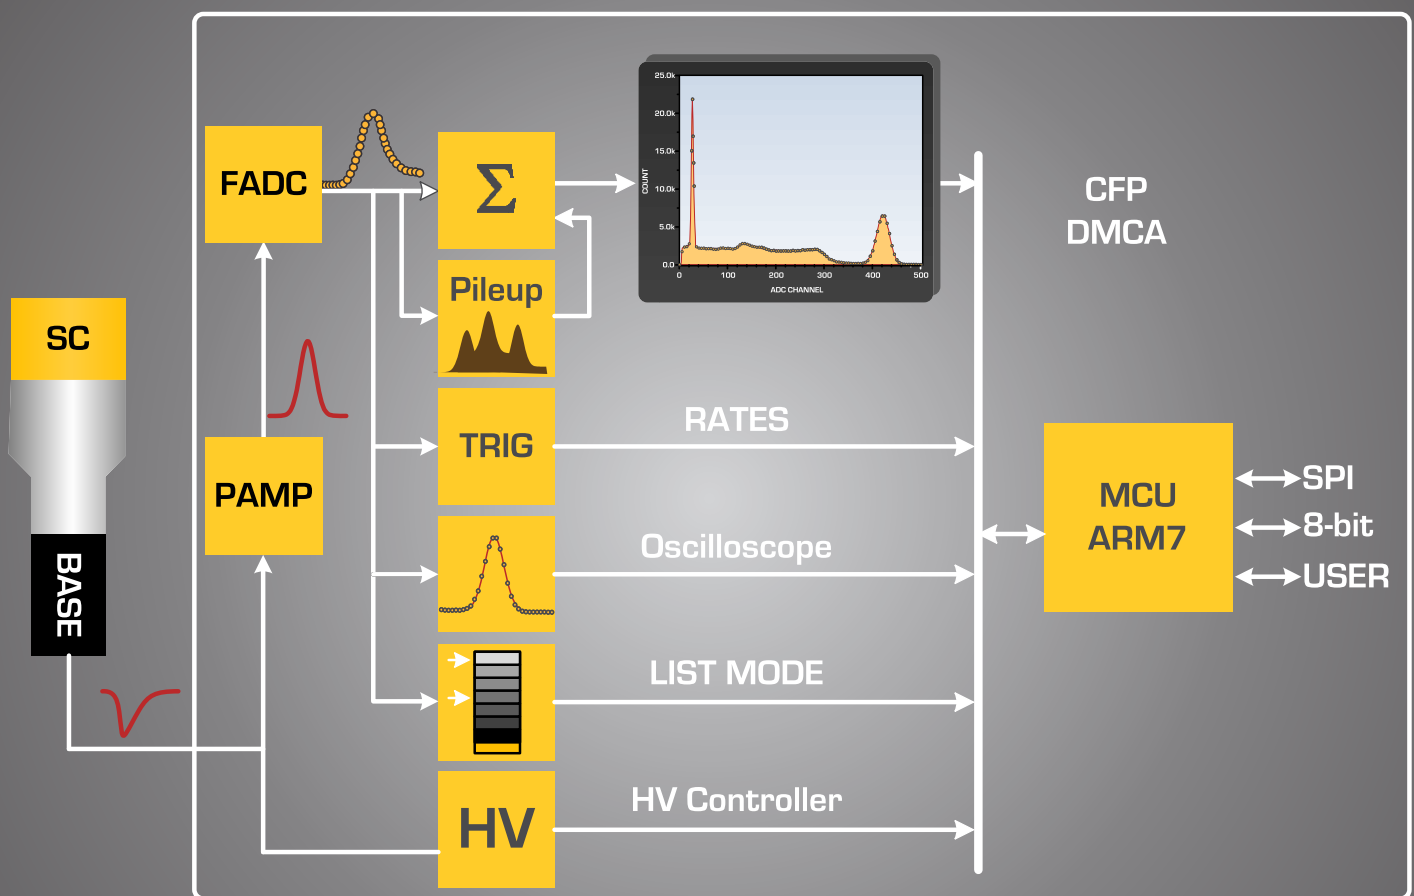 FADC
Σ
Pileup
SC
PAMP
BASE
TRIG
HV
25.0k
20.0k
15.0k
10.0k
5.0k
0.0
COUNT
0 100 200 300 400 500
ADC CHANNEL
CFP
DMCA
RATES
Oscilloscope
LIST MODE
HV Controller
MCU
ARM7
SPI
8-bit
USER